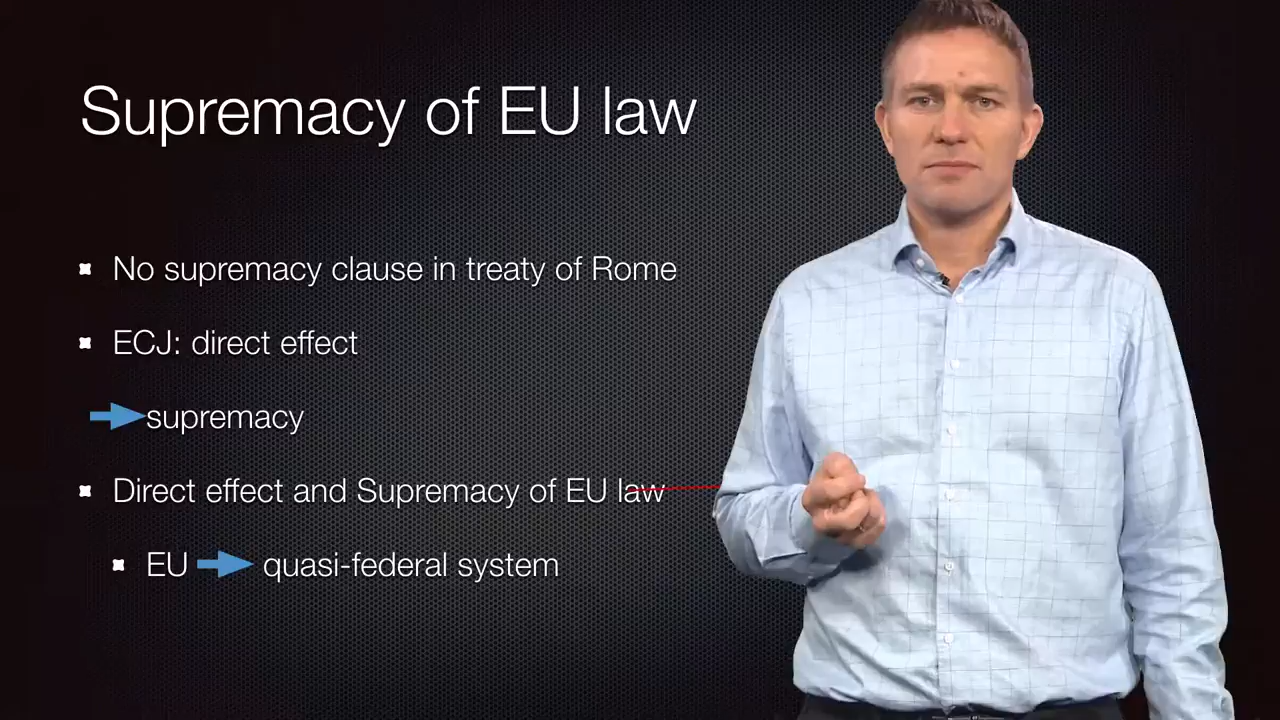 Supremacy of EU law
No supremacy clause in treaty of Rome
ECJ: direct effect
supremacy
Direct effect and Supremacy of EU law
EU quasi-federal system